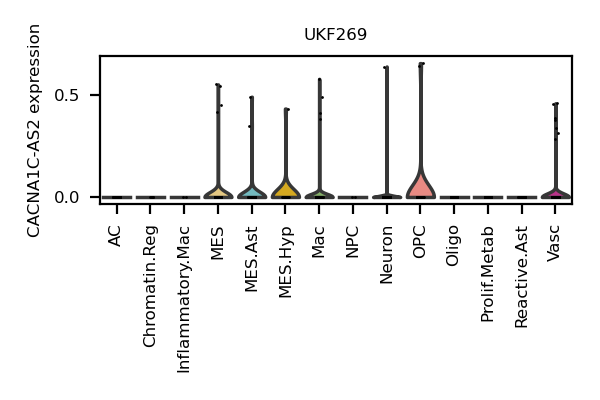 UKF269
CACNA1C-AS2 expression
0.5
0.0
AC
Chromatin.Reg
Inflammatory.Mac
MES
MES.Ast
MES.Hyp
Mac
NPC
Neuron
OPC
Oligo
Prolif.Metab
Reactive.Ast
Vasc